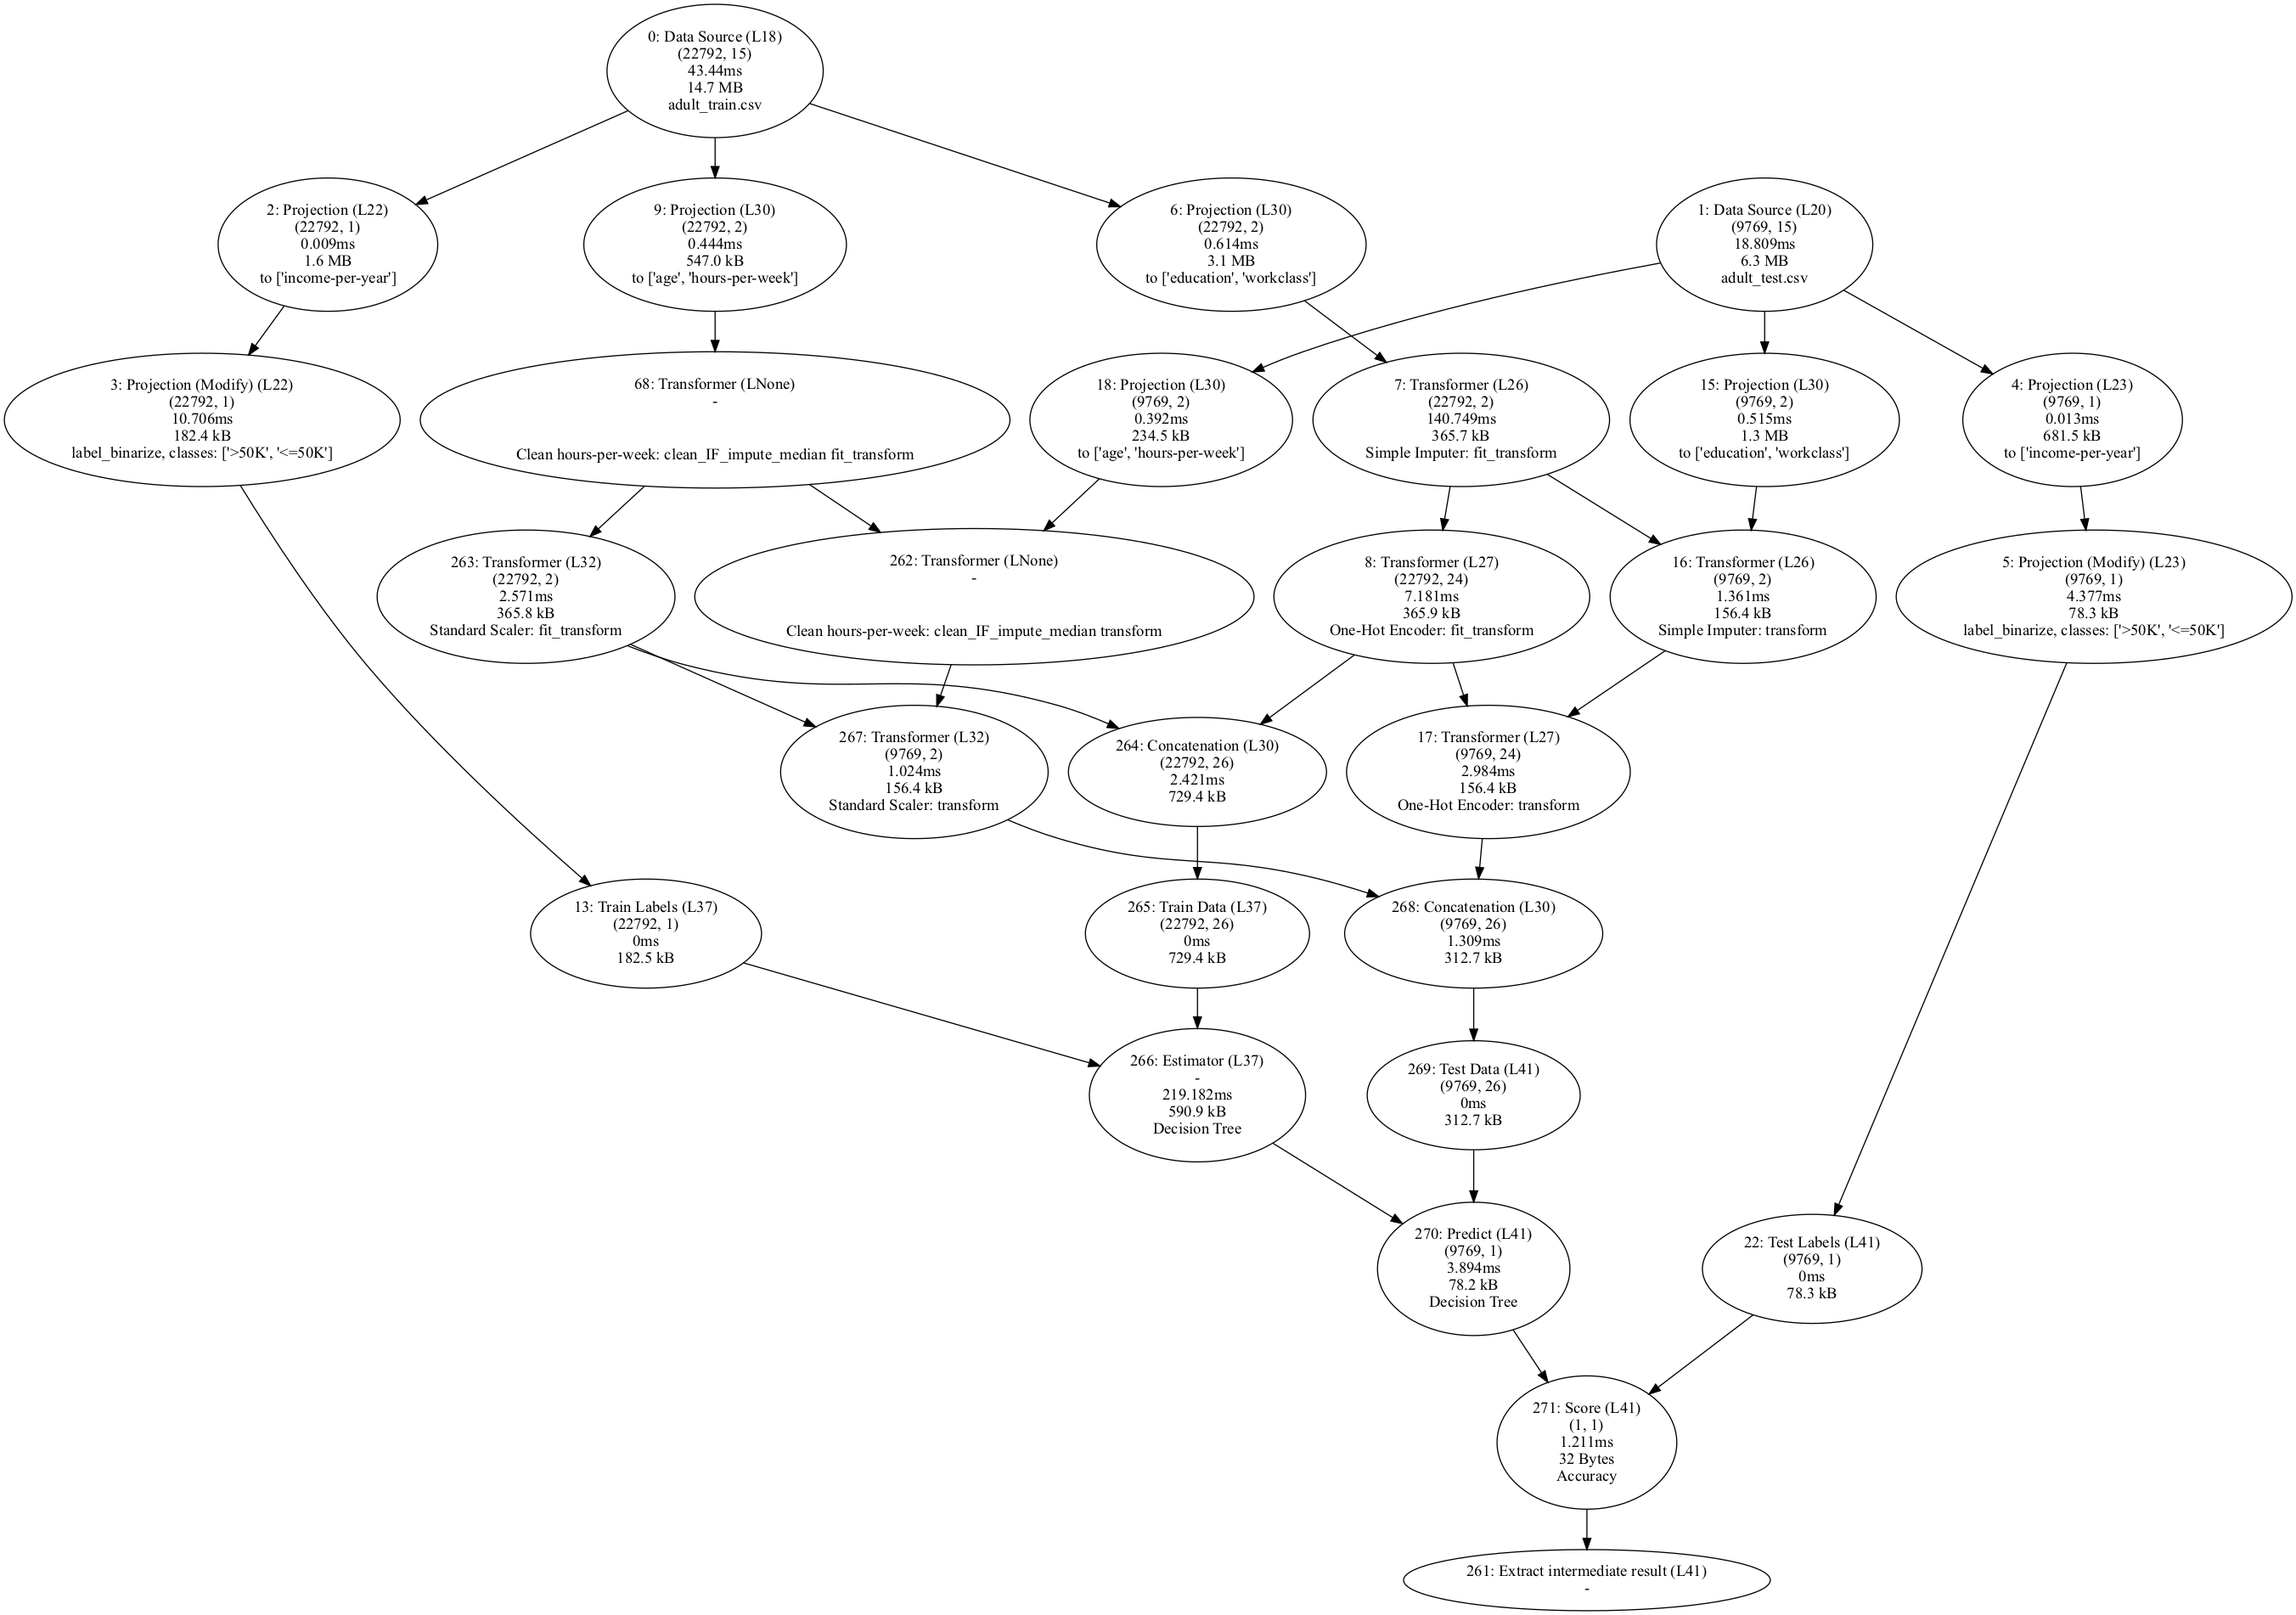 0: Data Source (L18)
(22792, 15)
43.44ms
14.7 MB
adult_train.csv
2: Projection (L22)
(22792, 1)
0.009ms
1.6 MB
to ['income-per-year']
9: Projection (L30)
(22792, 2)
0.444ms
547.0 kB
to ['age', 'hours-per-week']
6: Projection (L30)
(22792, 2)
0.614ms
3.1 MB
to ['education', 'workclass']
1: Data Source (L20)
(9769, 15)
18.809ms
6.3 MB
adult_test.csv
3: Projection (Modify) (L22)
(22792, 1)
10.706ms
182.4 kB
label_binarize, classes: ['>50K', '<=50K']
68: Transformer (LNone)
-
Clean hours-per-week: clean_IF_impute_median fit_transform
18: Projection (L30)
(9769, 2)
0.392ms
234.5 kB
to ['age', 'hours-per-week']
7: Transformer (L26)
(22792, 2)
140.749ms
365.7 kB
Simple Imputer: fit_transform
15: Projection (L30)
(9769, 2)
0.515ms
1.3 MB
to ['education', 'workclass']
4: Projection (L23)
(9769, 1)
0.013ms
681.5 kB
to ['income-per-year']
263: Transformer (L32)
(22792, 2)
2.571ms
365.8 kB
Standard Scaler: fit_transform
262: Transformer (LNone)
-
Clean hours-per-week: clean_IF_impute_median transform
8: Transformer (L27)
(22792, 24)
7.181ms
365.9 kB
One-Hot Encoder: fit_transform
16: Transformer (L26)
(9769, 2)
1.361ms
156.4 kB
Simple Imputer: transform
5: Projection (Modify) (L23)
(9769, 1)
4.377ms
78.3 kB
label_binarize, classes: ['>50K', '<=50K']
267: Transformer (L32)
(9769, 2)
1.024ms
156.4 kB
Standard Scaler: transform
264: Concatenation (L30)
(22792, 26)
2.421ms
729.4 kB
17: Transformer (L27)
(9769, 24)
2.984ms
156.4 kB
One-Hot Encoder: transform
13: Train Labels (L37)
(22792, 1)
0ms
182.5 kB
265: Train Data (L37)
(22792, 26)
0ms
729.4 kB
268: Concatenation (L30)
(9769, 26)
1.309ms
312.7 kB
266: Estimator (L37)
-
219.182ms
590.9 kB
Decision Tree
269: Test Data (L41)
(9769, 26)
0ms
312.7 kB
270: Predict (L41)
(9769, 1)
3.894ms
78.2 kB
Decision Tree
22: Test Labels (L41)
(9769, 1)
0ms
78.3 kB
271: Score (L41)
(1, 1)
1.211ms
32 Bytes
Accuracy
261: Extract intermediate result (L41)
-